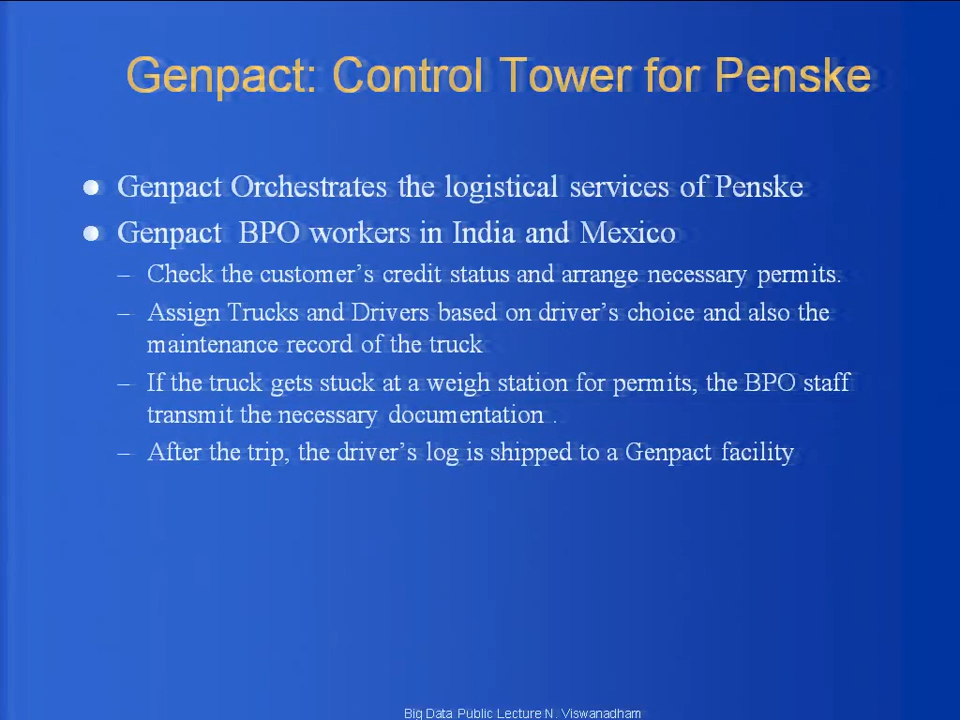 Genpact: Control Tower for Penske
● Genpact Orchestrates the logistical services of Penske
● Genpact BPO workers in India and Mexico
– Check the customer’s credit status and arrange necessary permits.
– Assign Trucks and Drivers based on driver’s choice and also the
maintenance record of the truck
– If the truck gets stuck at a weigh station for permits, the BPO staff
transmit the necessary documentation .
– After the trip, the driver’s log is shipped to a Genpact facility
Big Data Public Lecture N. Viswanadham